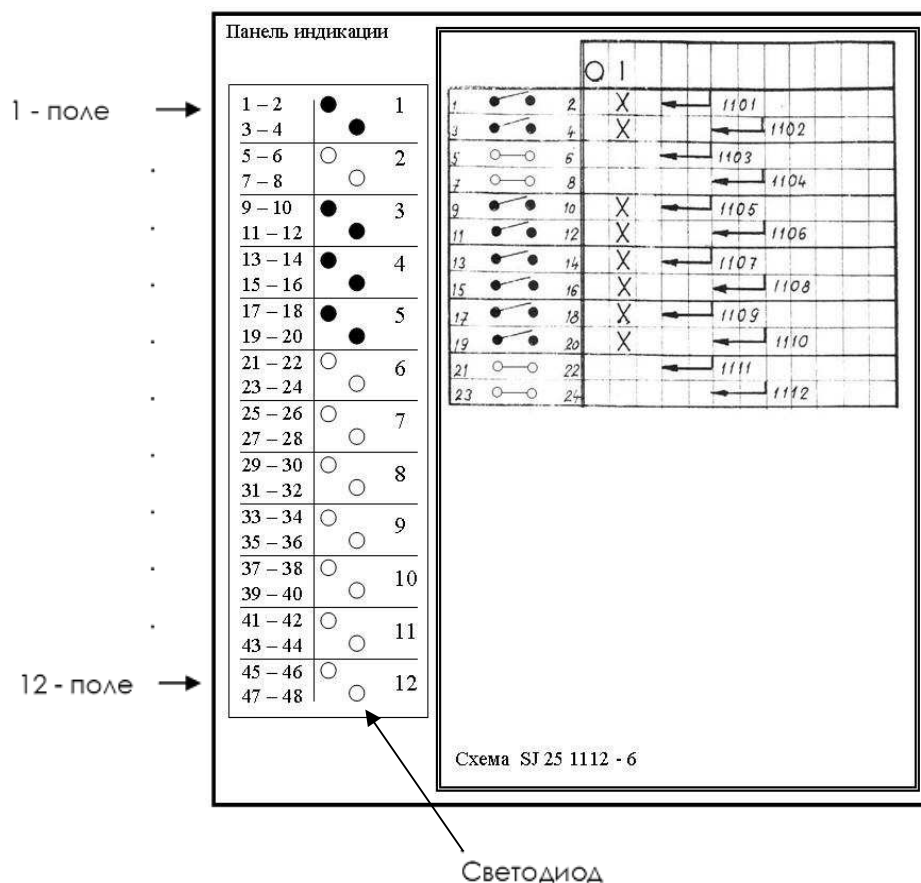 Панель индикации
О 1
1 - поле
12 - поле
1 – 2 1
3 – 4
5 – 6 2
7 – 8
9 – 10 3
11 – 12
13 – 14 4
15 – 16
17 – 18 5
19 – 20
21 – 22 6
23 – 24
25 – 26 7
27 – 28
29 – 30 8
31 – 32
33 – 34 9
35 – 36
37 – 38 10
39 – 40
41 – 42 11
43 – 44
45 – 46 12
47 – 48
1 2 X 1101
3 4 X 1102
5 6 1103
7 8 1104
9 10 X 1105
11 12 X 1106
13 14 X 1107
15 16 X 1108
17 18 X 1109
19 20 X 1110
21 22 1111
23 24 1112
Схема SJ 25 1112 - 6
Светодиод